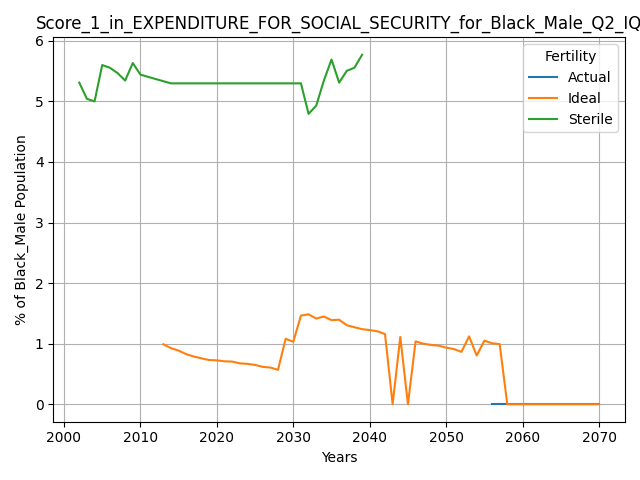 Score_1_in_EXPENDITURE_FOR_SOCIAL_SECURITY_for_Black_Male_Q2_IQ
% of Black_Male Population
6
5
4
3
2
1
0
Fertility
Actual
Ideal
Sterile
2000 2010 2020 2030 2040 2050 2060 2070
Years